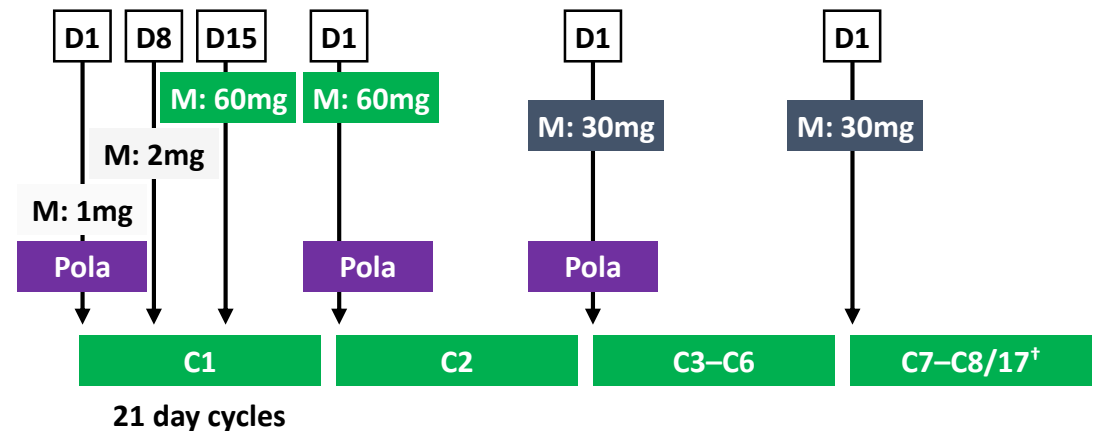 D1 D8 D15 D1 D1 D1
M: 60mg M: 60mg
M: 30mg M: 30mg
M: 2mg
M: 1mg
Pola Pola Pola
C1 C2 C3–C6 C7–C8/17†
21 day cycles